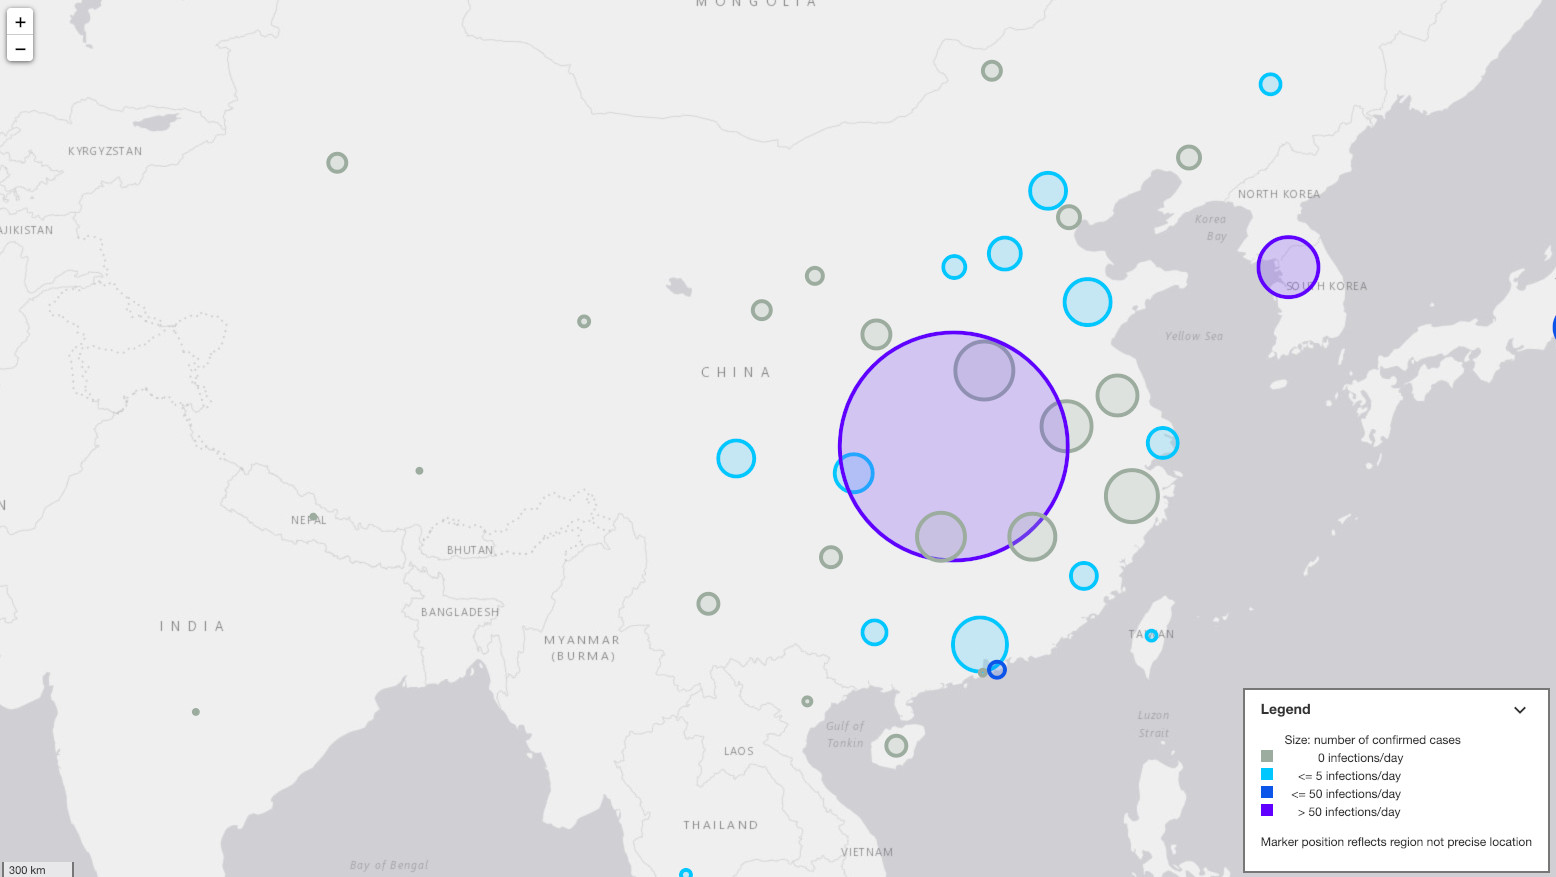 MONGOLIA
+
−
KYRGYZSTAN
AJIKISTAN
NORTH KOREA
Korea
Bay
SOUTH KOREA
Yellow Sea
CHINA
N
NEPAL
BHUTAN
BANGLADESH
INDIA
MYANMAR
(BURMA)
TAIWAN
Gulf of
Tonkin
Luzon
Strait
LAOS
THAILAND
VIETNAM
Bay of Bengal
300 km
Legend
Size: number of confirmed cases
0 infections/day
<= 5 infections/day
<= 50 infections/day
> 50 infections/day
Marker position reflects region not precise location